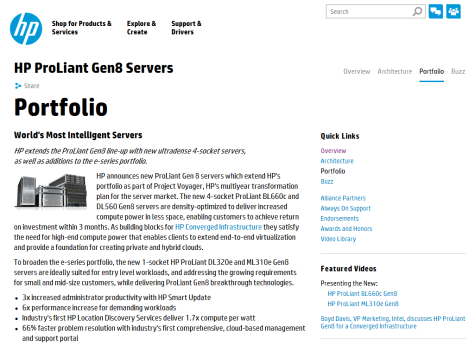 hp
Shop for Products &
Services
Explore &
Create
Support &
Drivers
Search
HP ProLiant Gen8 Servers
Overview Architecture Portfolio Buzz
Share
Portfolio
World's Most Intelligent Servers
HP extends the ProLiant Gen8 line-up with new ultradense 4-socket servers,
as well as additions to the e-series portfolio.
HP announces new ProLiant Gen 8 servers which extend HP's
portfolio as part of Project Voyager, HP's multiyear transformation
plan for the server market. The new 4-socket ProLiant BL660c and
DL560 Gen8 servers are density-optimized to deliver increased
compute power in less space, enabling customers to achieve return
on investment within 3 months. As building blocks for HP Converged Infrastructure they satisfy
the need for high-end compute power that enables clients to extend end-to-end virtualization
and provide a foundation for creating private and hybrid clouds.
To broaden the e-series portfolio, the new 1-socket HP ProLiant DL320e and ML310e Gen8
servers are ideally suited for entry level workloads, and addressing the growing requirements
for small and mid-size customers, while delivering ProLiant Gen8 breakthrough technologies.
• 3x increased administrator productivity with HP Smart Update
• 6x performance increase for demanding workloads
• Industry's first HP Location Discovery Services deliver 1.7x compute per watt
• 66% faster problem resolution with industry's first comprehensive, cloud-based management
and support portal
Quick Links
Overview
Architecture
Portfolio
Buzz
Alliance Partners
Always On Support
Endorsements
Awards and Honors
Video Library
Featured Videos
Presenting the New:
HP ProLiant BL660c Gen8
HP ProLiant ML310e Gen8
Boyd Davis, VP Marketing, Intel, discusses HP ProLiant
Gen8 for a Converged Infrastructure